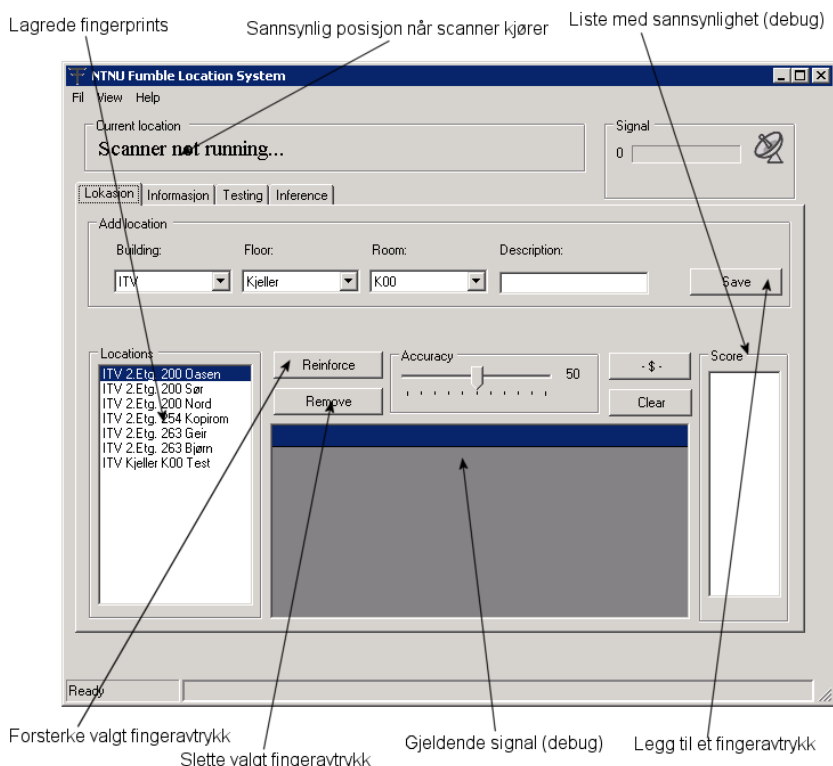 Lagrede fingerprints
Sannsynlig posisjon når scanner kjører
Liste med sannsynlighet (debug)
NTNU Fumble Location System
Fil View Help
Current location
Scanner not running...
Signal
0
Lokasjon Informasjon Testing Inference
Add location
Building:
Floor:
Room:
Description:
ITV
Kjeller
K00
Save
Locations
ITV 2.Etg. 200 Oasen
ITV 2.Etg. 200 Sør
ITV 2.Etg. 200 Nord
ITV 2.Etg. 254 Kopirom
ITV 2.Etg. 263 Geir
ITV 2.Etg. 263 Bjørn
ITV Kjeller K00 Test
Reinforce
Remove
Accuracy
50
- $ -
Clear
Score
Ready
Forsterke valgt fingeravtrykk
Slette valgt fingeravtrykk
Gjeldende signal (debug)
Legg til et fingeravtrykk